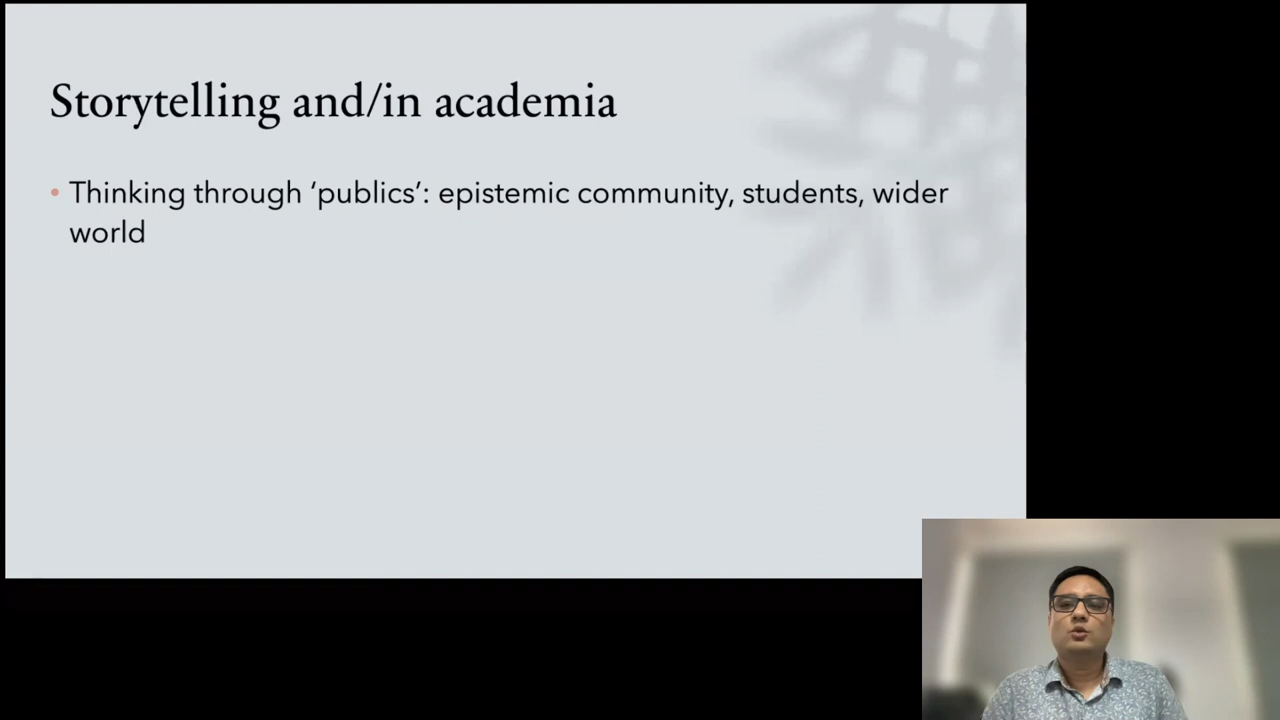 Storytelling and/in academia
• Thinking through ‘publics’: epistemic community, students, wider
world